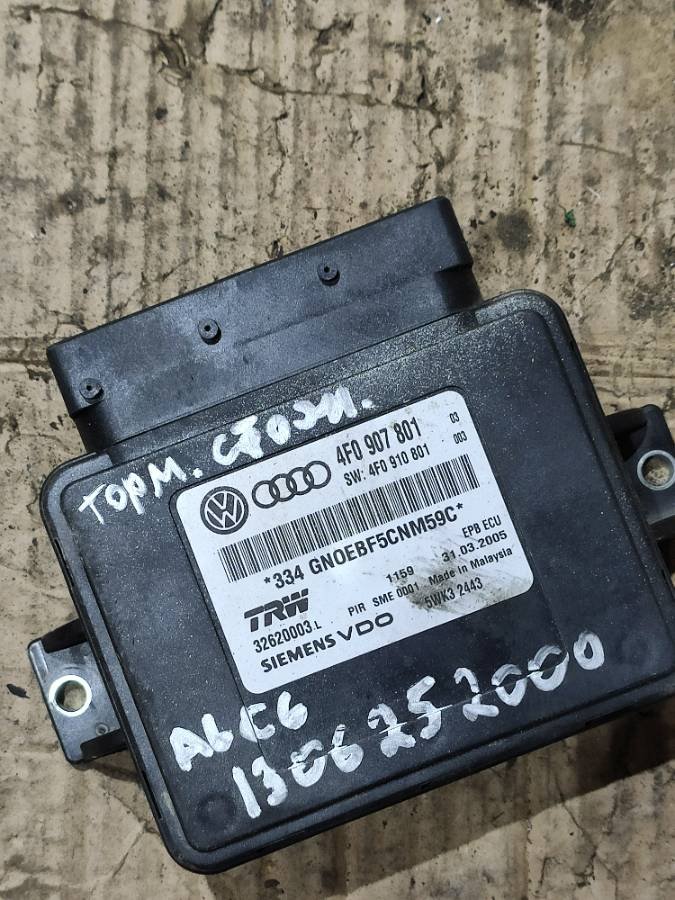 торм. стоян.
4F0 907 801 03
SW: 4F0 910 801 003
*334 GNOEBF5CNM59C*
EPB ECU
1159 31.03.2005
TRW PIR SME 0001 Made in Malaysia
32620003.L 5WK3 2443
SIEMENS VDO
A6C6
1306252000